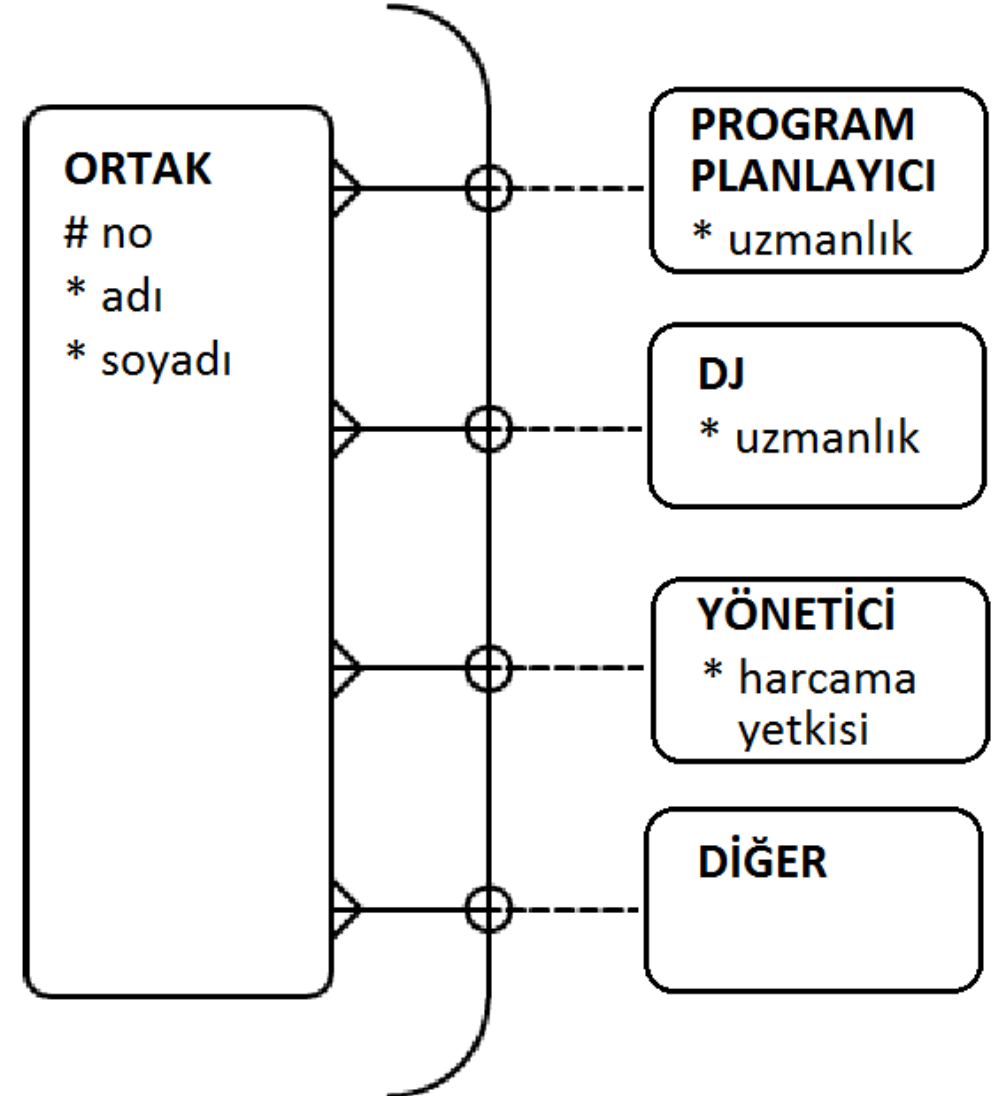 ORTAK
# no
* adı
* soyadı
PROGRAM
PLANLAYICI
* uzmanlık
DJ
* uzmanlık
YÖNETİCİ
* harcama
yetkisi
DİĞER